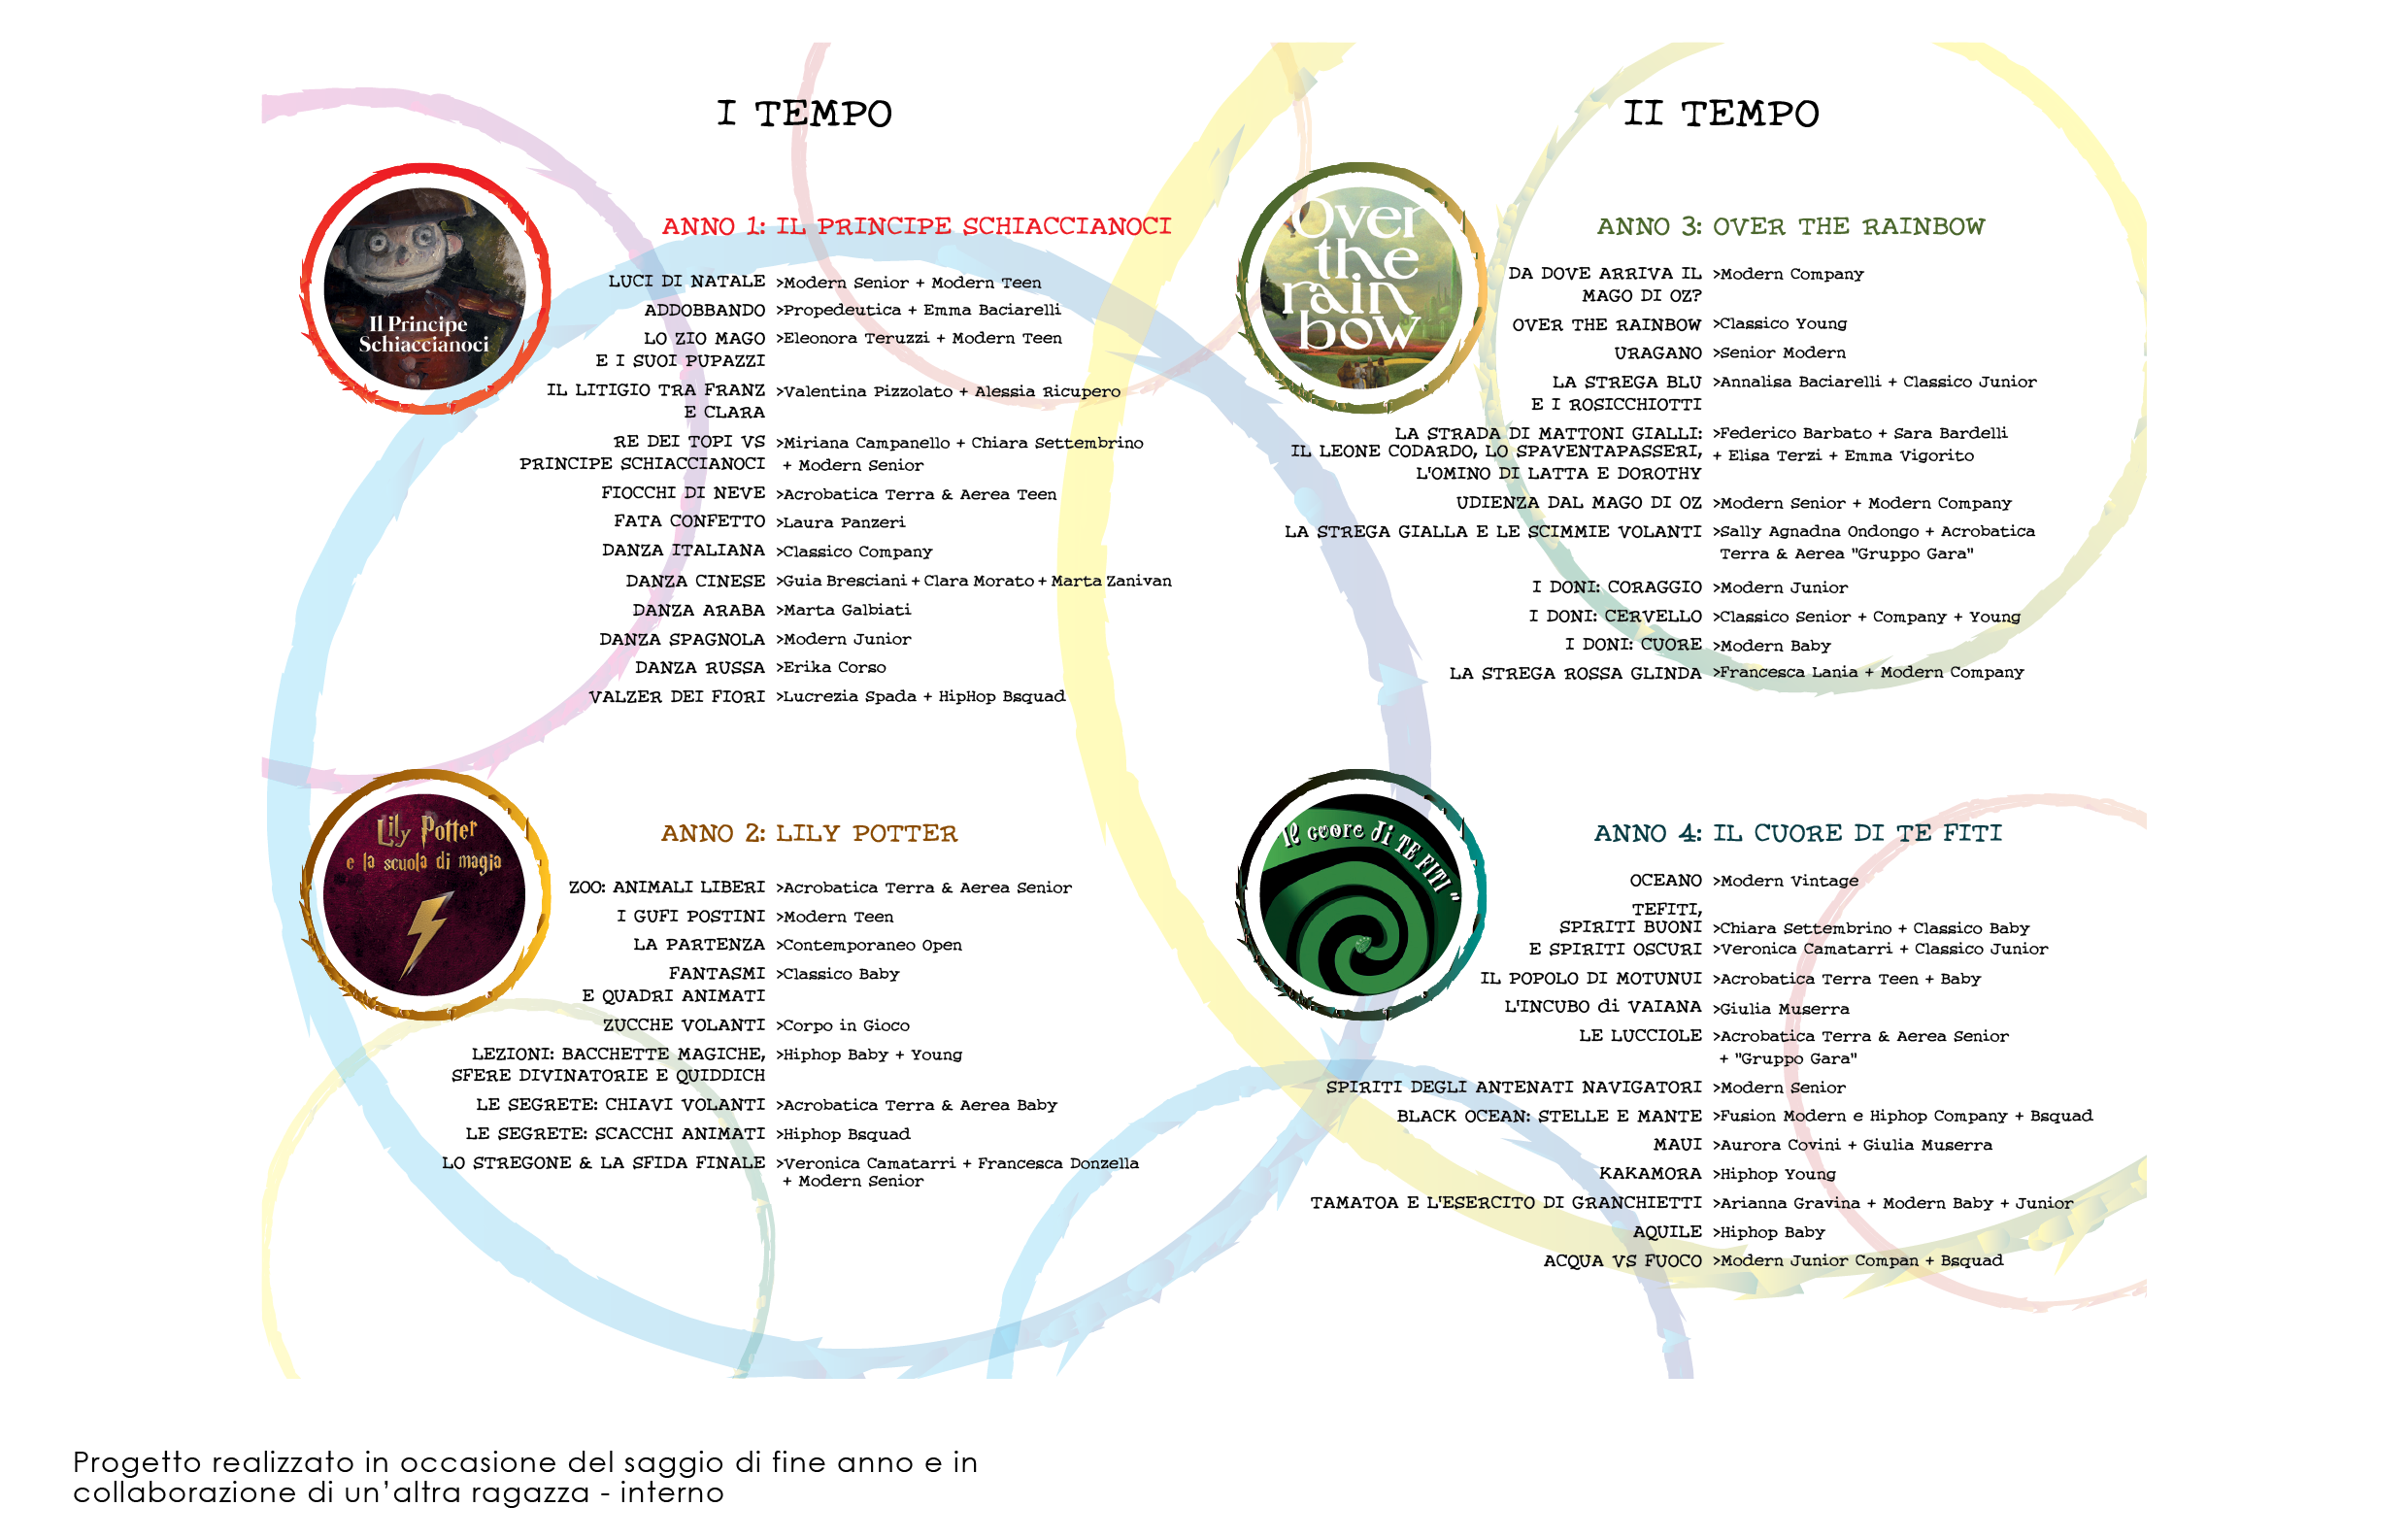 I TEMPO
Il Principe
Schiaccianoci
ANNO 1: IL PRINCIPE SCHIACCIANOCI
LUCI DI NATALE >Modern Senior + Modern Teen
ADDOBBANDO >Propedeutica + Emma Baciarelli
LO ZIO MAGO >Eleonora Teruzzi + Modern Teen
E I SUOI PUPAZZI
IL LITIGIO TRA FRANZ >Valentina Pizzolato + Alessia Ricupero
E CLARA
RE DEI TOPI VS >Miriana Campanello + Chiara Settembrino
PRINCIPE SCHIACCIANOCI + Modern Senior
FIOCCHI DI NEVE >Acrobatica Terra & Aerea Teen
FATA CONFETTO >Laura Panzeri
DANZA ITALIANA >Classico Company
DANZA CINESE >Guia Bresciani + Clara Morato + Marta Zanivan
DANZA ARABA >Marta Galbiati
DANZA SPAGNOLA >Modern Junior
DANZA RUSSA >Erika Corso
VALZER DEI FIORI >Lucrezia Spada + HipHop Bsquad
Lily Potter
e la scuola di magia
ANNO 2: LILY POTTER
ZOO: ANIMALI LIBERI >Acrobatica Terra & Aerea Senior
I GUFI POSTINI >Modern Teen
LA PARTENZA >Contemporaneo Open
FANTASMI >Classico Baby
E QUADRI ANIMATI
ZUCCHE VOLANTI >Corpo in Gioco
LEZIONI: BACCHETTE MAGICHE, >Hiphop Baby + Young
SFERE DIVINATORIE E QUIDDICH
LE SEGRETE: CHIAVI VOLANTI >Acrobatica Terra & Aerea Baby
LE SEGRETE: SCACCHI ANIMATI >Hiphop Bsquad
LO STREGONE & LA SFIDA FINALE >Veronica Camatarri + Francesca Donzella
+ Modern Senior
II TEMPO
Over
the
rain
bow
ANNO 3: OVER THE RAINBOW
DA DOVE ARRIVA IL >Modern Company
MAGO DI OZ?
OVER THE RAINBOW >Classico Young
URAGANO >Senior Modern
LA STREGA BLU >Annalisa Baciarelli + Classico Junior
E I ROSICCHIOTTI
LA STRADA DI MATTONI GIALLI: >Federico Barbato + Sara Bardelli
IL LEONE CODARDO, LO SPAVENTAPASSERI, + Elisa Terzi + Emma Vigorito
L'OMINO DI LATTA E DOROTHY
UDIENZA DAL MAGO DI OZ >Modern Senior + Modern Company
LA STREGA GIALLA E LE SCIMMIE VOLANTI >Sally Agnadna Ondongo + Acrobatica
Terra & Aerea "Gruppo Gara"
I DONI: CORAGGIO >Modern Junior
I DONI: CERVELLO >Classico Senior + Company + Young
I DONI: CUORE >Modern Baby
LA STREGA ROSSA GLINDA >Francesca Lania + Modern Company
Il cuore di TE FITI"
ANNO 4: IL CUORE DI TE FITI
OCEANO >Modern Vintage
TEFITI,
SPIRITI BUONI >Chiara Settembrino + Classico Baby
E SPIRITI OSCURI >Veronica Camatarri + Classico Junior
IL POPOLO DI MOTUNUI >Acrobatica Terra Teen + Baby
L'INCUBO di VAIANA >Giulia Muserra
LE LUCCIOLE >Acrobatica Terra & Aerea Senior
+ "Gruppo Gara"
SPIRITI DEGLI ANTENATI NAVIGATORI >Modern Senior
BLACK OCEAN: STELLE E MANTE >Fusion Modern e Hiphop Company + Bsquad
MAUI >Aurora Covini + Giulia Muserra
KAKAMORA >Hiphop Young
TAMATOA E L'ESERCITO DI GRANCHIETTI >Arianna Gravina + Modern Baby + Junior
AQUILE >Hiphop Baby
ACQUA VS FUOCO >Modern Junior Compan + Bsquad
Progetto realizzato in occasione del saggio di fine anno e in
collaborazione di un'altra ragazza - interno